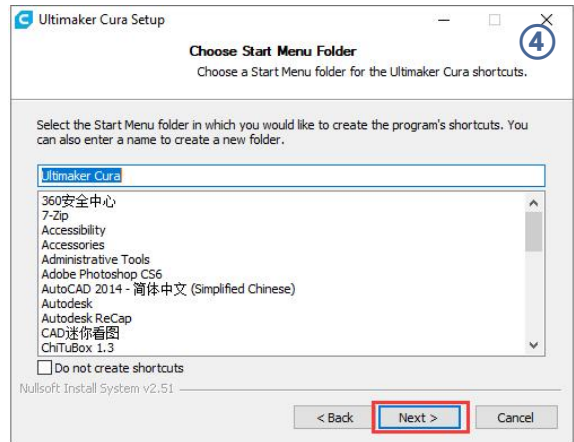 Ultimaker Cura Setup
④
Choose Start Menu Folder
Choose a Start Menu folder for the Ultimaker Cura shortcuts.
Select the Start Menu folder in which you would like to create the program's shortcuts. You
can also enter a name to create a new folder.
Ultimaker Cura
360安全中心
7-Zip
Accessibility
Accessories
Administrative Tools
Adobe Photoshop CS6
AutoCAD 2014 - 简体中文 (Simplified Chinese)
Autodesk
Autodesk ReCap
CAD迷你看图
ChiTuBox 1.3
Do not create shortcuts
Nullsoft Install System v2.51
< Back Next > Cancel